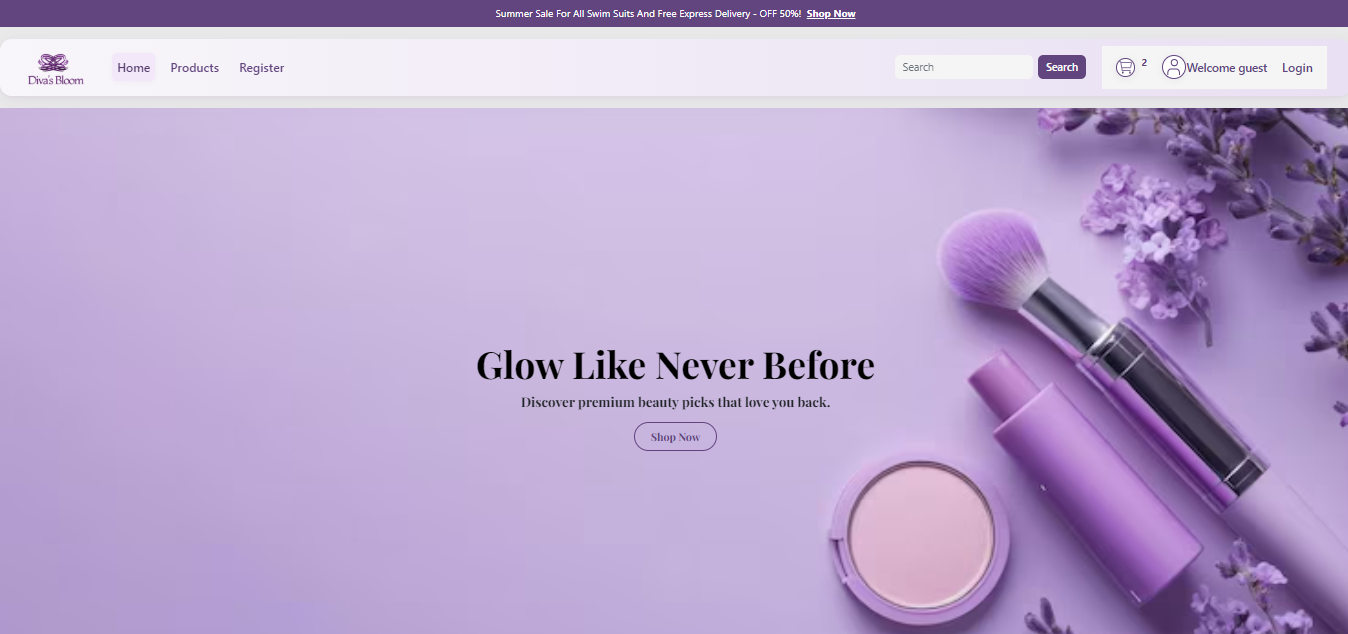 Summer Sale For All Swim Suits And Free Express Delivery - OFF 50%! Shop Now
Diva's Bloom
Home
Products
Register
Search
Search
2
Welcome guest
Login
Glow Like Never Before
Discover premium beauty picks that love you back.
Shop Now